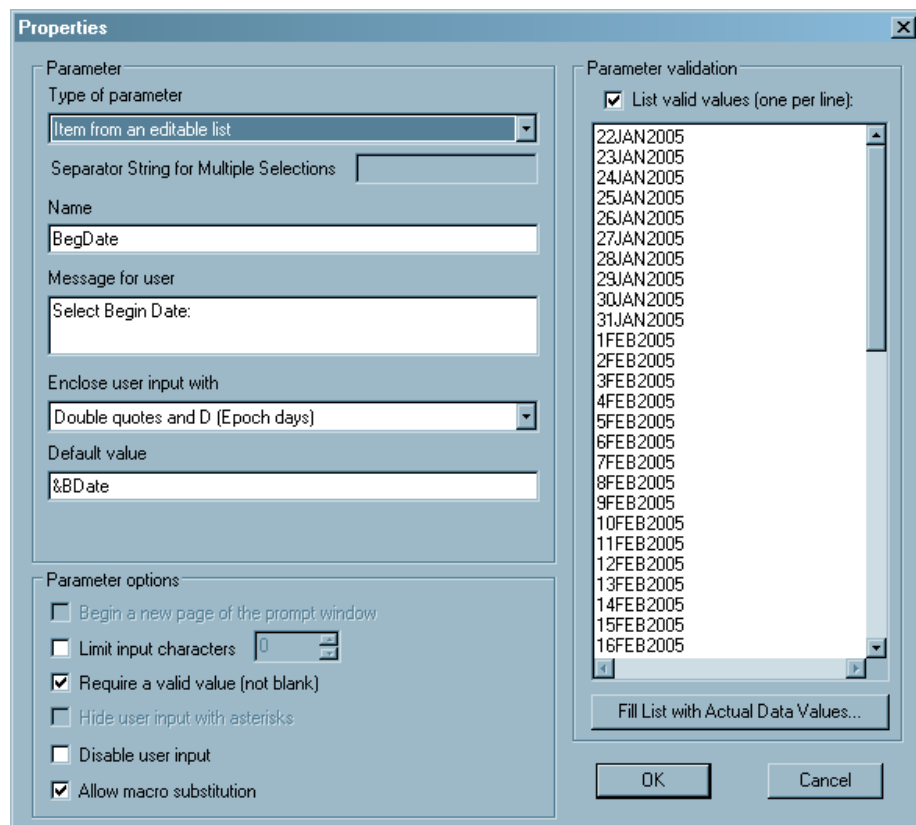 Properties
Parameter
Type of parameter
Item from an editable list
Separator String for Multiple Selections
Name
BegDate
Message for user
Select Begin Date:
Enclose user input with
Double quotes and D (Epoch days)
Default value
&BDate
Parameter options
Begin a new page of the prompt window
Limit input characters 0
Require a valid value (not blank)
Hide user input with asterisks
Disable user input
Allow macro substitution
Parameter validation
List valid values (one per line):
22JAN2005
23JAN2005
24JAN2005
25JAN2005
26JAN2005
27JAN2005
28JAN2005
29JAN2005
30JAN2005
31JAN2005
1FEB2005
2FEB2005
3FEB2005
4FEB2005
5FEB2005
6FEB2005
7FEB2005
8FEB2005
9FEB2005
10FEB2005
11FEB2005
12FEB2005
13FEB2005
14FEB2005
15FEB2005
16FEB2005
Fill List with Actual Data Values...
OK
Cancel